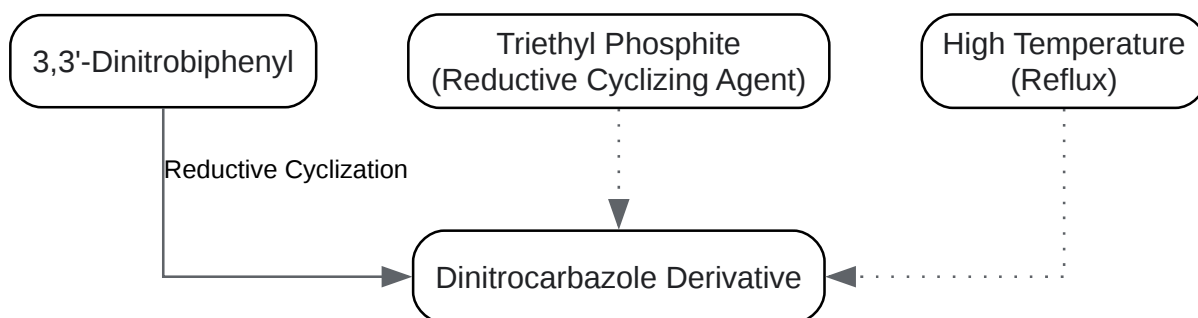 3,3'-Dinitrobiphenyl
Triethyl Phosphite
(Reductive Cyclizing Agent)
High Temperature
(Reflux)
Reductive Cyclization
Dinitrocarbazole Derivative